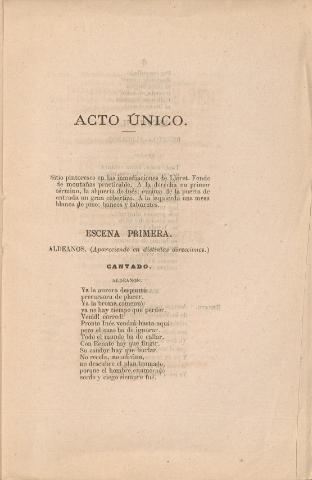 ACTO ÚNICO.
Sitio pintoresco en las inmediaciones de Lloret. Fondo
de montañas practicable. A la derecha en primer
término, la alquería de Inés; encima de la puerta de
entrada un gran cobertizo. A la izquierda una mesa
blanca de pino; bancos y taburetes.
ESCENA PRIMERA.
ALDEANOS. (Apareciendo en distintas direcciones.)
CANTADO.
ALDEANOS.
Ya la aurora despunta
precursora de placer.
Ya la broma comenzó
ya no hay tiempo que perder.
Venid! corred!
Pronto Inés vendrá hasta aquí
pero el caso ha de ignorar.
Todo el mundo ha de callar.
Con Renato hay que fingir.
Su candor hay que burlar.
No recela, no adivina,
no descubre el plan
porque el hombre enamorado
sordo y ciego siempre fué.